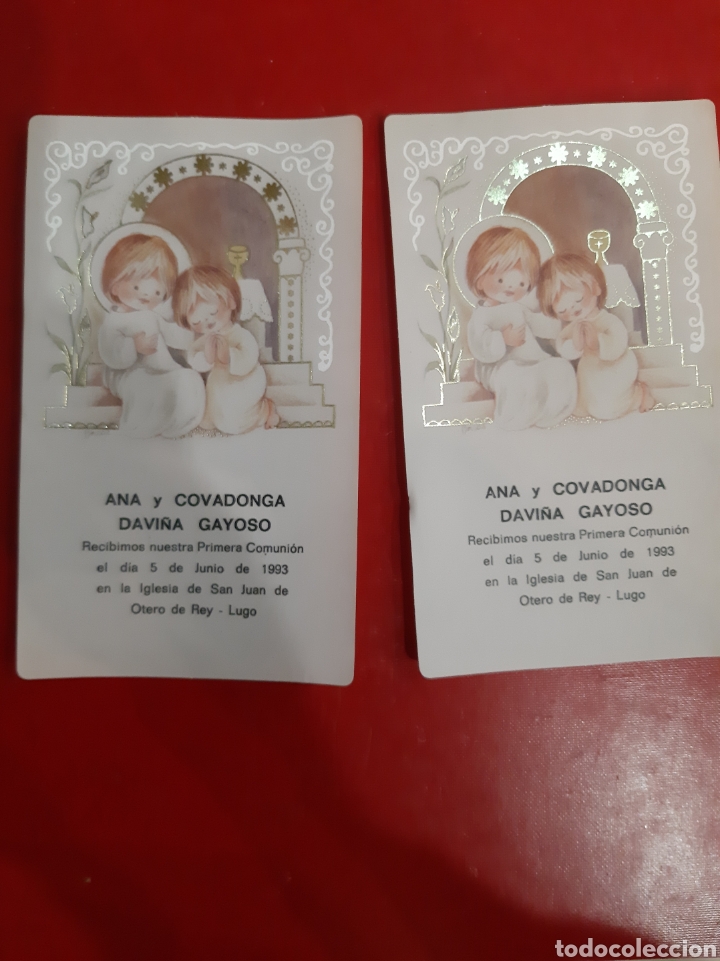 ANA y COVADONGA
DAVIÑA GAYOSO
Recibimos nuestra Primera Comunión
el día 5 de Junio de 1993
en la Iglesia de San Juan de
Otero de Rey - Lugo
ANA y COVADONGA
DAVIÑA GAYOSO
Recibimos nuestra Primera Comunión
el día 5 de Junio de 1993
en la Iglesia de San Juan de
Otero de Rey - Lugo
todocoleccion